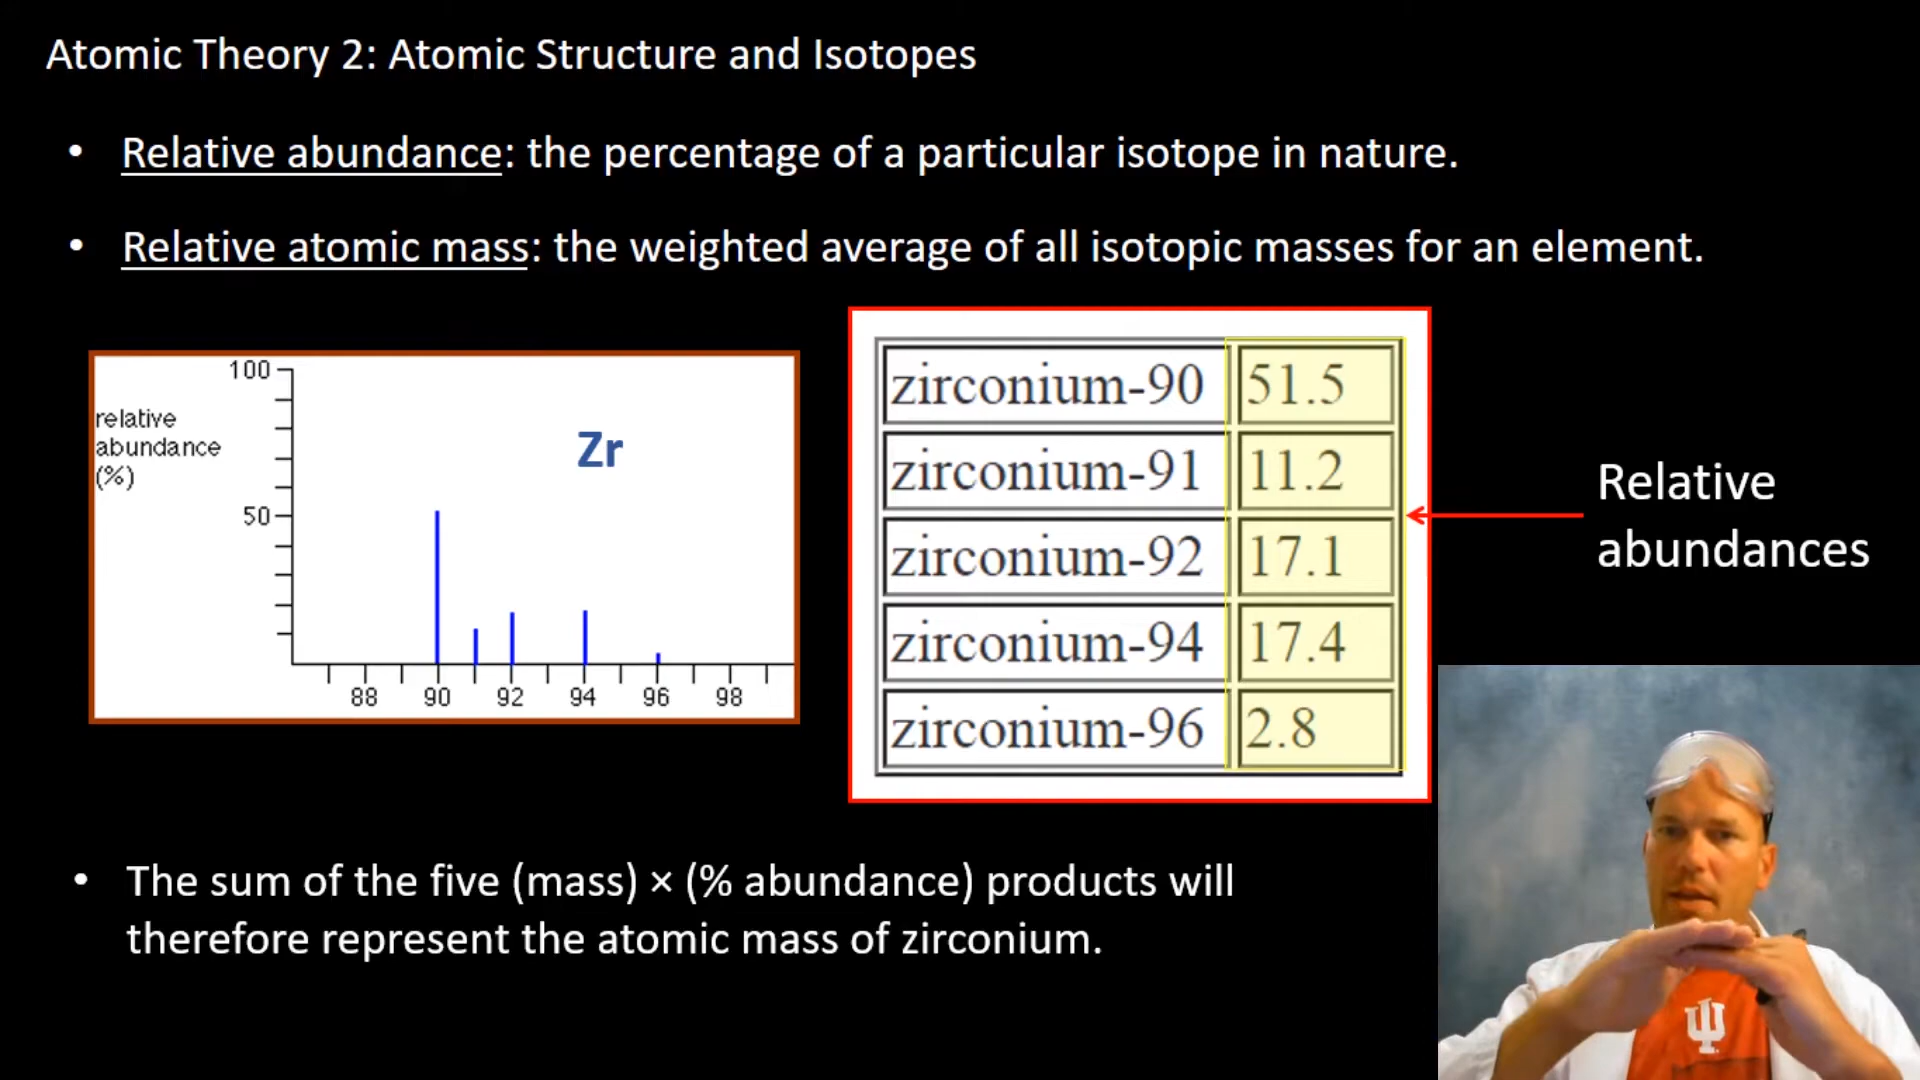 Atomic Theory 2: Atomic Structure and Isotopes
• Relative abundance: the percentage of a particular isotope in nature.
• Relative atomic mass: the weighted average of all isotopic masses for an element.
100
relative
abundance
(%)
Zr
50
88 90 92 94 96 98
zirconium-90 51.5
zirconium-91 11.2
zirconium-92 17.1
zirconium-94 17.4
zirconium-96 2.8
Relative
abundances
• The sum of the five (mass) × (% abundance) products will
therefore represent the atomic mass of zirconium.